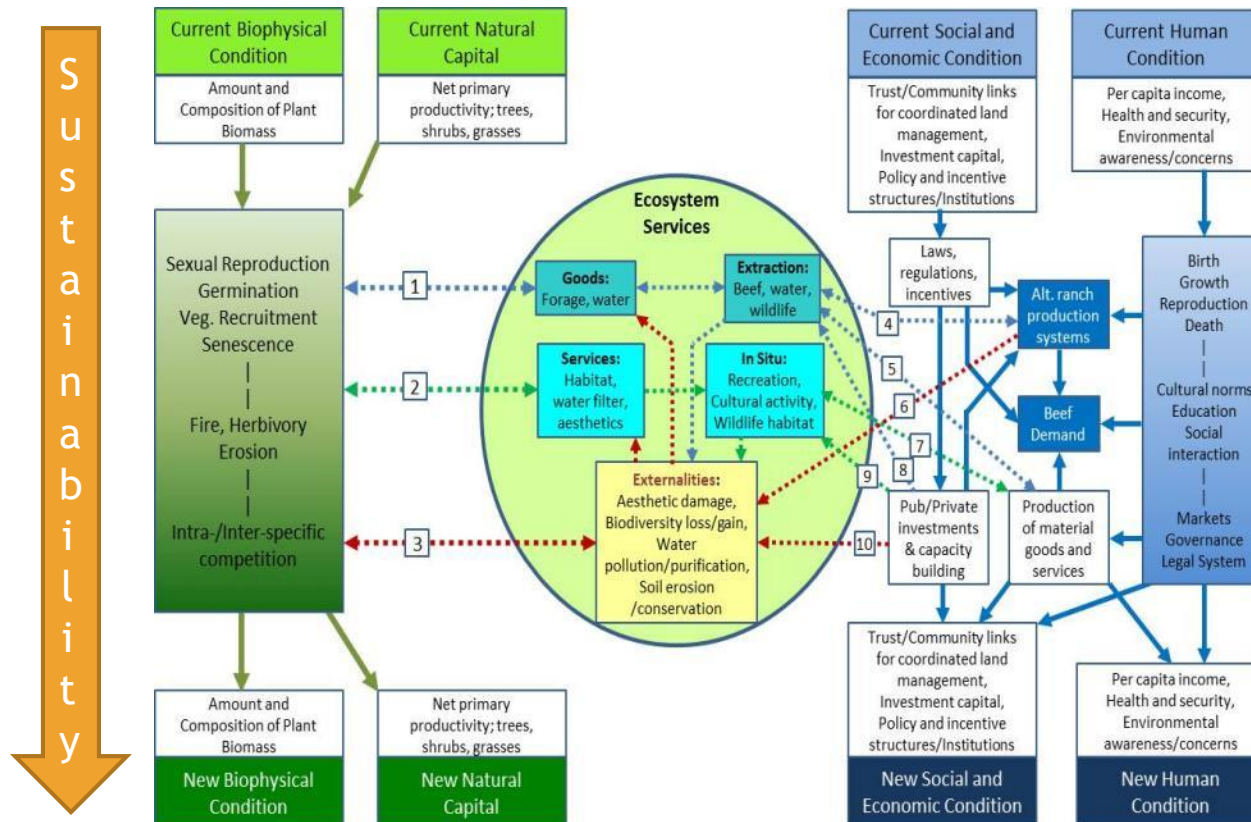 Sustainability
Current Biophysical
Condition
Amount and
Composition of Plant
Biomass
Current Natural
Capital
Net primary
productivity; trees,
shrubs, grasses
Current Social and
Economic Condition
Trust/Community links
for coordinated land
management,
Investment capital,
Policy and incentive
structures/Institutions
Current Human
Condition
Per capita income,
Health and security,
Environmental
awareness/concerns
Sexual Reproduction
Germination
Veg. Recruitment
Senescence
Fire, Herbivory
Erosion
Intra-/Inter-specific
competition
1
2
3
Ecosystem
Services
Goods:
Forage, water
Extraction:
Beef, water,
wildlife
Services:
Habitat,
water filter,
aesthetics
In Situ:
Recreation,
Cultural activity,
Wildlife habitat
Externalities:
Aesthetic damage,
Biodiversity loss/gain,
Water
pollution/purification,
Soil erosion
/conservation
4
5
6
7
8
9
10
Laws,
regulations,
incentives
Alt. ranch
production
systems
Beef
Demand
Pub/Private
investments
& capacity
building
Production
of material
goods and
services
Birth
Growth
Reproduction
Death
Cultural norms
Education
Social
interaction
Markets
Governance
Legal System
Amount and
Composition of Plant
Biomass
New Biophysical
Condition
Net primary
productivity; trees,
shrubs, grasses
New Natural
Capital
Trust/Community links
for coordinated land
management,
Investment capital,
Policy and incentive
structures/Institutions
New Social and
Economic Condition
Per capita income,
Health and security,
Environmental
awareness/concerns
New Human
Condition